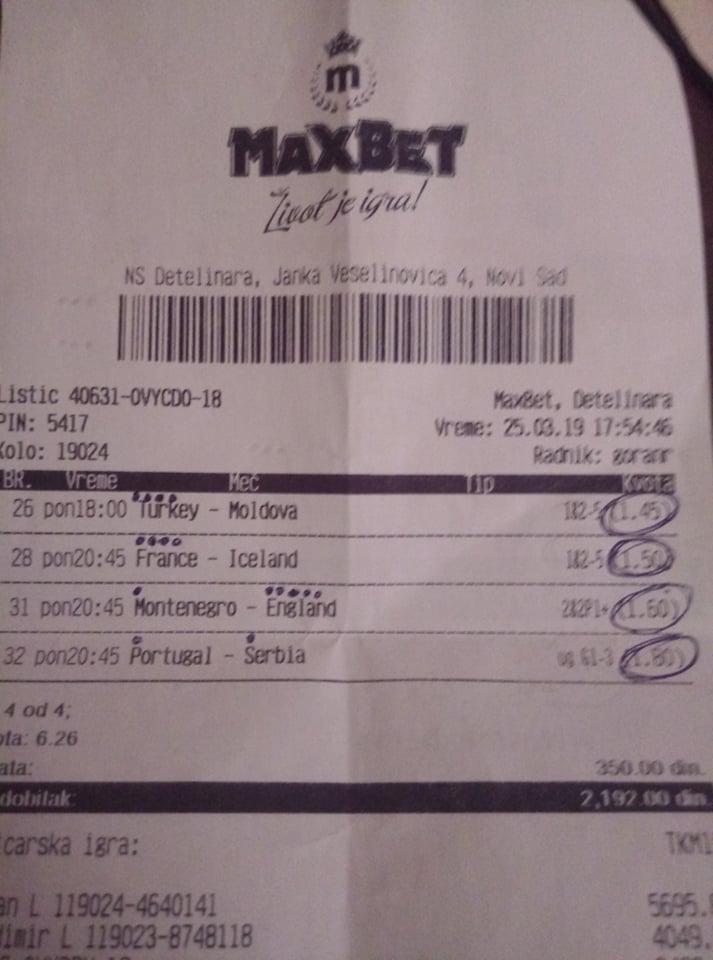 m
MAXBET
Život je igra!
NS Detelinara, Janka Veselinovica 4, Novi Sad
Listic 40631-OVYCDO-18 MaxBet, Detelinara
PIN: 5417 Vreme: 25.03.19 17:54:46
Kolo: 19024 Radnik: goranr
BR. Vreme Meč Tip Kvota
26 pon18:00 Turkey - Moldova 1&2-5 1.45
28 pon20:45 France - Iceland 1&2-5 1.50
31 pon20:45 Montenegro - England 2&2P1+ 1.60
32 pon20:45 Portugal - Serbia ug G1-3 1.80
4 od 4;
ota: 6.26
ata: 350.00 din.
dobitak: 2,192.00 din.
carska igra: TKM1
an L 119024-4640141 5695.
dimir L 119023-8748118 4049.